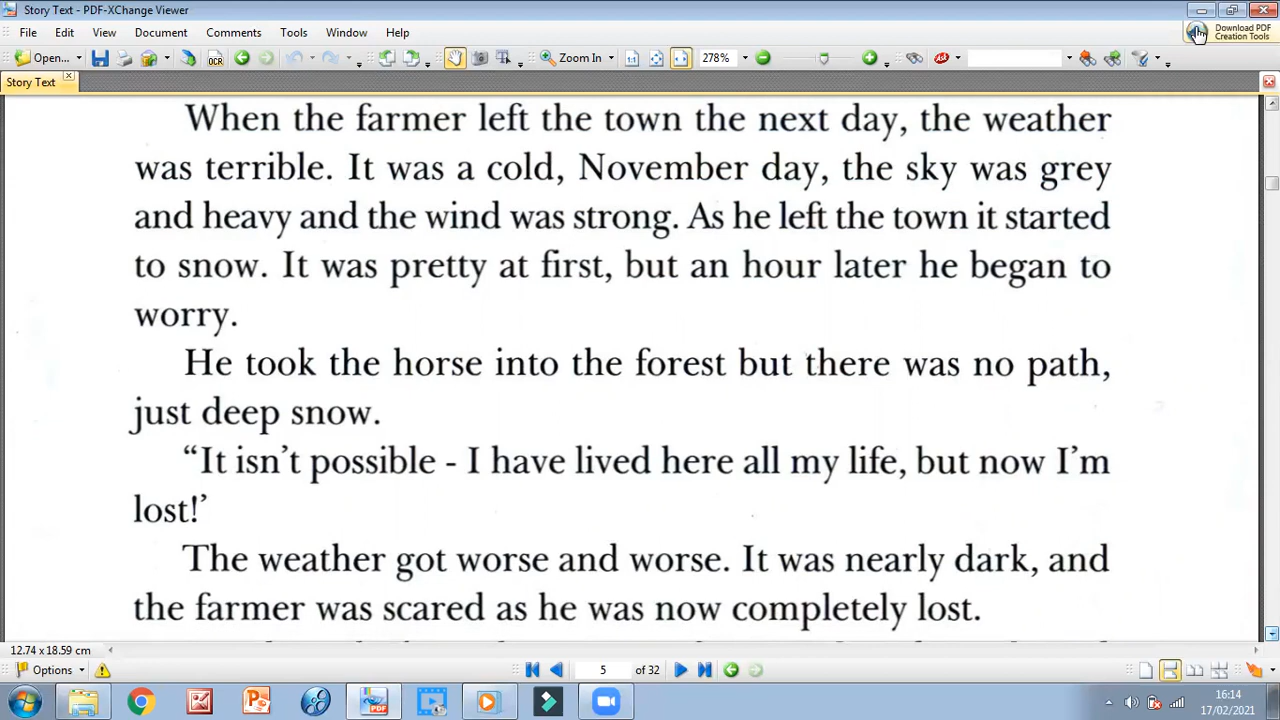 Story Text - PDF-XChange Viewer
File Edit View Document Comments Tools Window Help
Download PDF
Creation Tools
Open... OCR Zoom In 278%
Story Text
When the farmer left the town the next day, the weather
was terrible. It was a cold, November day, the sky was grey
and heavy and the wind was strong. As he left the town it started
to snow. It was pretty at first, but an hour later he began to
worry.
He took the horse into the forest but there was no path,
just deep snow.
“It isn’t possible - I have lived here all my life, but now I’m
lost!’
The weather got worse and worse. It was nearly dark, and
the farmer was scared as he was now completely lost.
12.74 x 18.59 cm
Options 5 of 32
16:14
17/02/2021